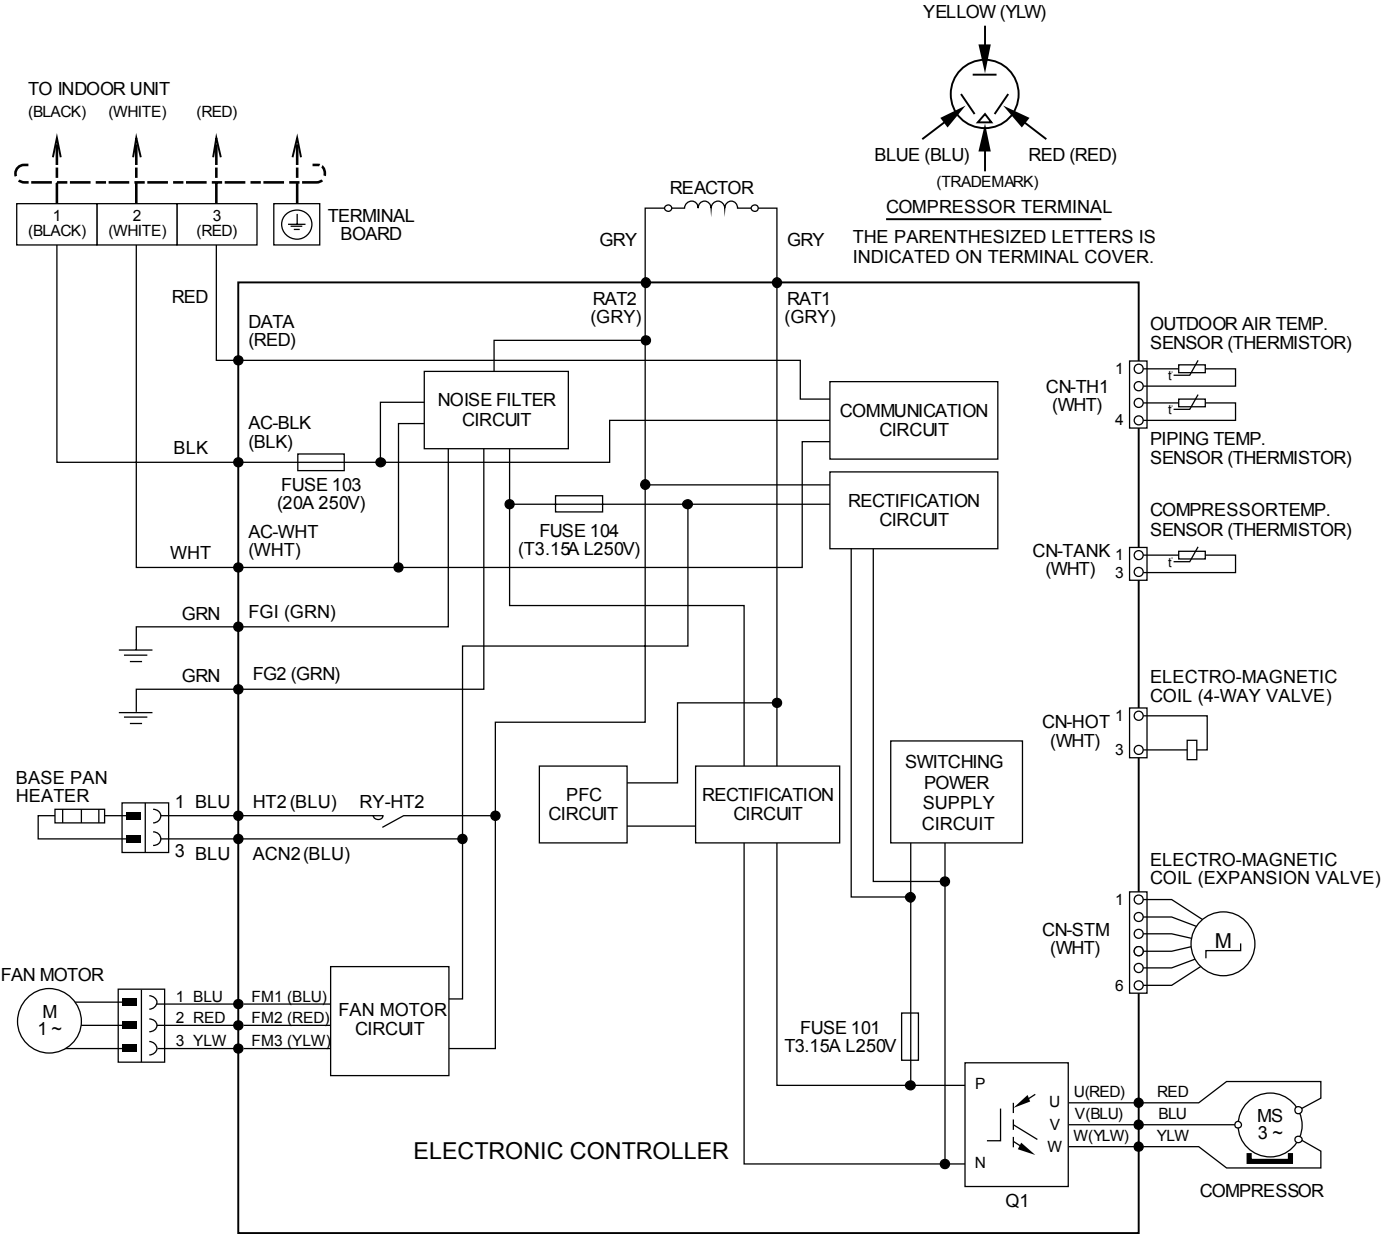 YELLOW (YLW)
BLUE (BLU)
RED (RED)
(TRADEMARK)
COMPRESSOR TERMINAL
THE PARENTHESIZED LETTERS IS
INDICATED ON TERMINAL COVER.
TO INDOOR UNIT
(BLACK) (WHITE) (RED)
1
(BLACK)
2
(WHITE)
3
(RED)
TERMINAL
BOARD
REACTOR
GRY
GRY
RED
RAT2
(GRY)
RAT1
(GRY)
DATA
(RED)
NOISE FILTER
CIRCUIT
COMMUNICATION
CIRCUIT
AC-BLK
(BLK)
BLK
FUSE 103
(20A 250V)
RECTIFICATION
CIRCUIT
FUSE 104
(T3.15A L250V)
AC-WHT
(WHT)
WHT
GRN
FGI (GRN)
GRN
FG2 (GRN)
OUTDOOR AIR TEMP.
SENSOR (THERMISTOR)
CN-TH1
(WHT)
1
t°
t°
4
PIPING TEMP.
SENSOR (THERMISTOR)
COMPRESSORTEMP.
SENSOR (THERMISTOR)
CN-TANK
(WHT)
1
3
t°
ELECTRO-MAGNETIC
COIL (4-WAY VALVE)
CN-HOT
(WHT)
1
3
SWITCHING
POWER
SUPPLY
CIRCUIT
PFC
CIRCUIT
RECTIFICATION
CIRCUIT
BASE PAN
HEATER
1 BLU
HT2 (BLU)
RY-HT2
3 BLU
ACN2 (BLU)
ELECTRO-MAGNETIC
COIL (EXPANSION VALVE)
CN-STM
(WHT)
1
6
M
FAN MOTOR
M
1 ~
1 BLU
FM1 (BLU)
2 RED
FM2 (RED)
3 YLW
FM3 (YLW)
FAN MOTOR
CIRCUIT
FUSE 101
T3.15A L250V
P
N
U
V
W
Q1
U(RED)
RED
V(BLU)
BLU
W(YLW)
YLW
MS
3 ~
COMPRESSOR
ELECTRONIC CONTROLLER